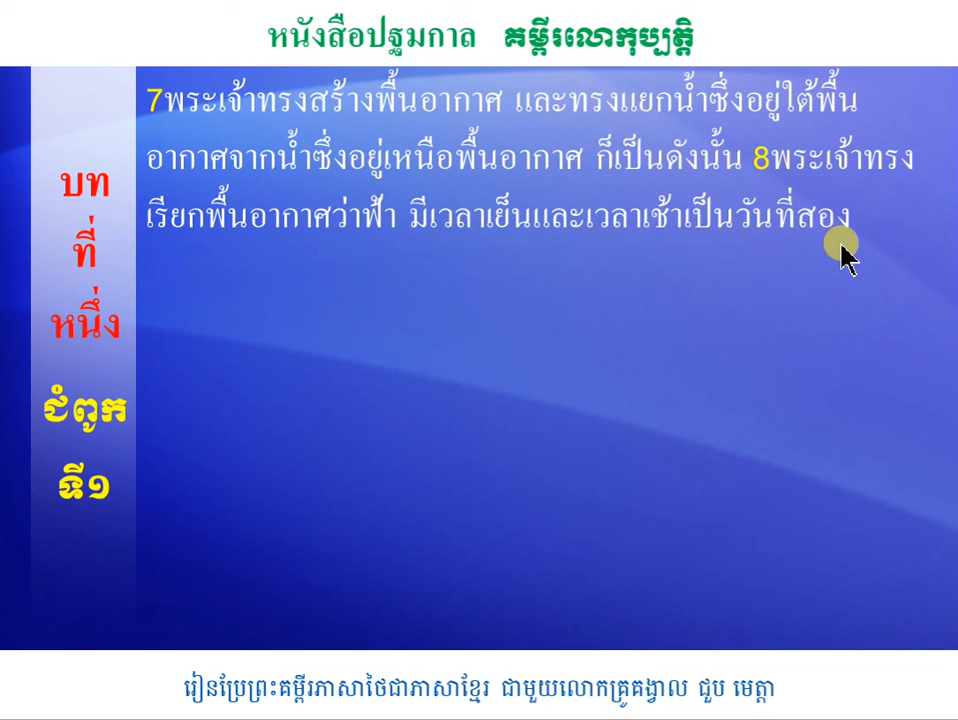 หนังสือปฐมกาล គម្ពីរលោកុប្បត្តិ
7พระเจ้าทรงสร้างพื้นอากาศ และทรงแยกน้ำซึ่งอยู่ใต้พื้น
อากาศจากน้ำซึ่งอยู่เหนือพื้นอากาศ ก็เป็นดังนั้น 8พระเจ้าทรง
เรียกพื้นอากาศว่าฟ้า มีเวลาเย็นและเวลาเช้าเป็นวันที่สอง
บท
ที่
หนึ่ง
ជំពូក
ទី១
រៀនប្រែព្រះគម្ពីរភាសាថៃជាភាសាខ្មែរ ជាមួយលោកគ្រូគង្វាល ជួប មេត្តា